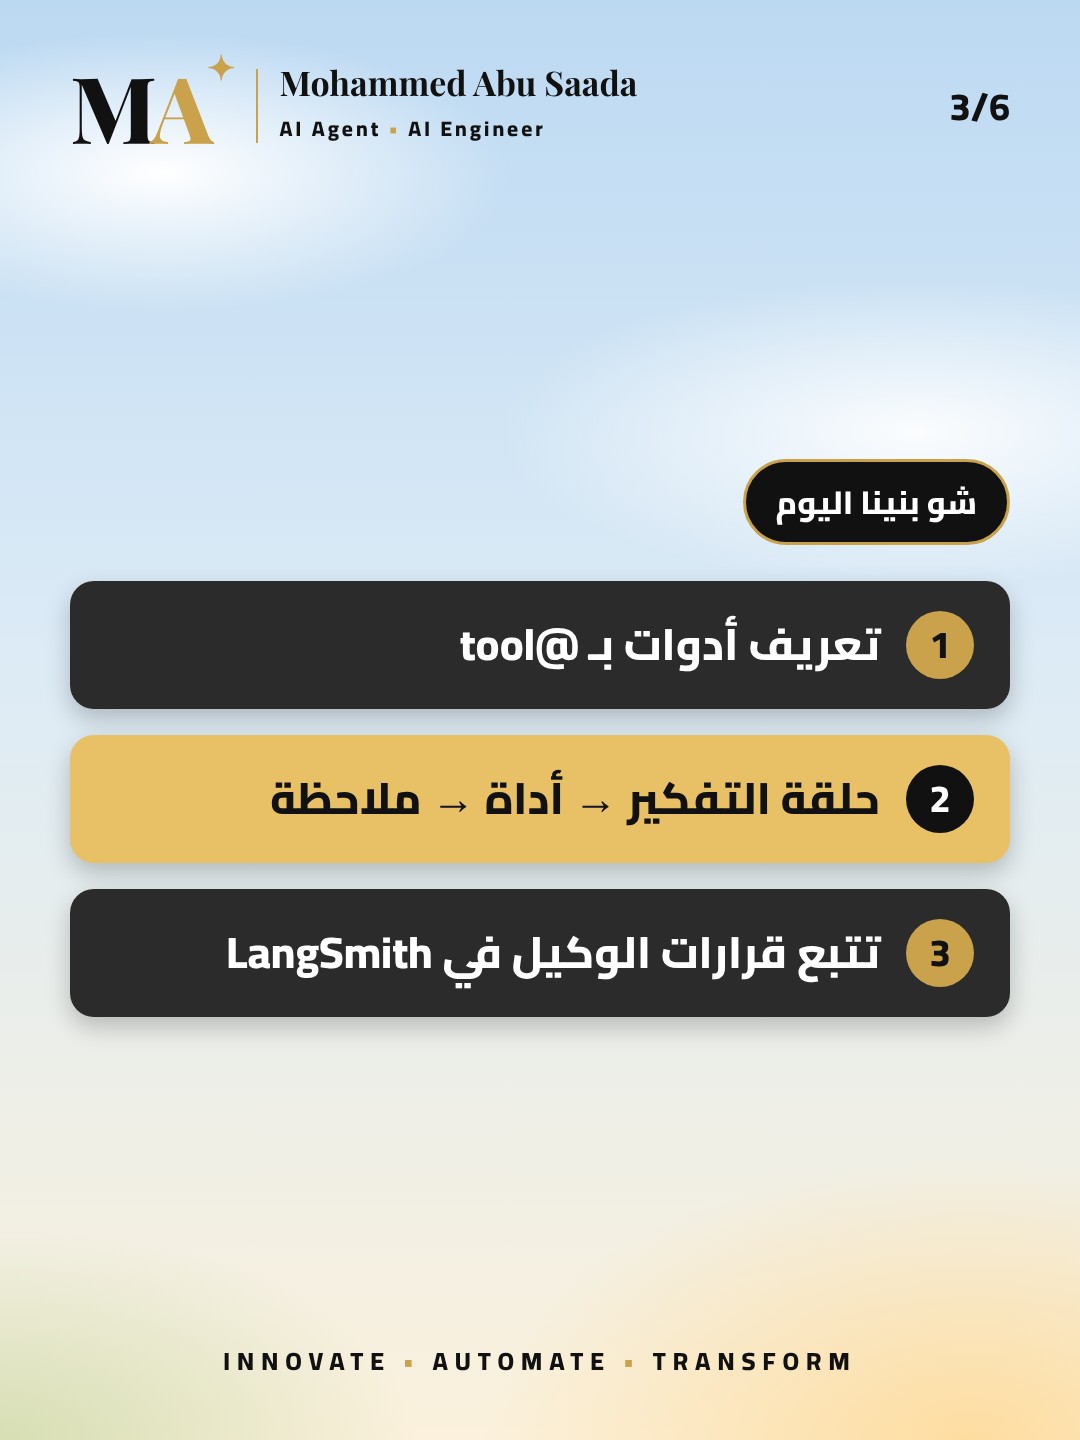 MA
Mohammed Abu Saada
AI Agent ▪ AI Engineer
3/6
شو بنينا اليوم
1 تعريف أدوات بـ @tool
2 حلقة التفكير → أداة → ملاحظة
3 تتبع قرارات الوكيل في LangSmith
INNOVATE ▪ AUTOMATE ▪ TRANSFORM